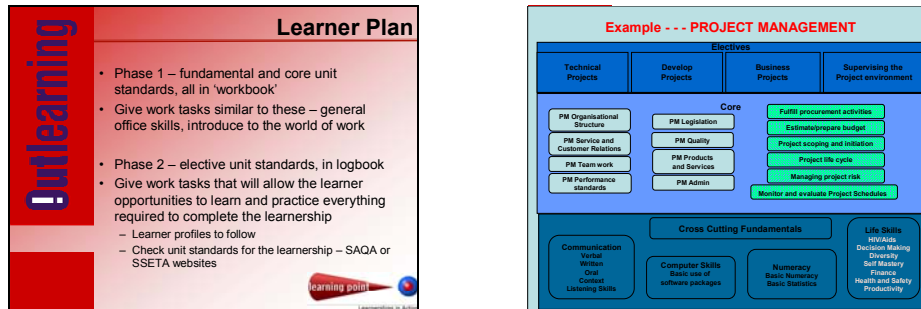 Outlearning
Learner Plan
• Phase 1 – fundamental and core unit
standards, all in ‘workbook’
• Give work tasks similar to these – general
office skills, introduce to the world of work
• Phase 2 – elective unit standards, in logbook
• Give work tasks that will allow the learner
opportunities to learn and practice everything
required to complete the learnership
– Learner profiles to follow
– Check unit standards for the learnership – SAQA or
SSETA websites
learning point
Learnerships in Action
Example - - - PROJECT MANAGEMENT
Electives
Technical
Projects
Develop
Projects
Business
Projects
Supervising the
Project environment
Core
PM Organisational
Structure
PM Service and
Customer Relations
PM Team work
PM Performance
standards
PM Legislation
PM Quality
PM Products
and Services
PM Admin
Fulfill procurement activities
Estimate/prepare budget
Project scoping and initiation
Project life cycle
Managing project risk
Monitor and evaluate Project Schedules
Cross Cutting Fundamentals
Communication
Verbal
Written
Oral
Context
Listening Skills
Computer Skills
Basic use of
software packages
Numeracy
Basic Numeracy
Basic Statistics
Life Skills
HIV/Aids
Decision Making
Diversity
Self Mastery
Finance
Health and Safety
Productivity